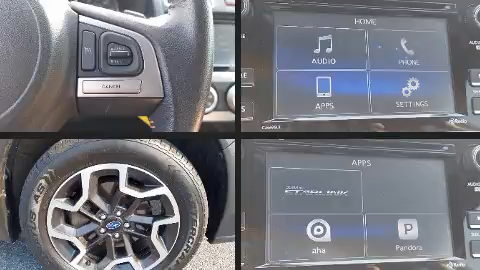 CANCEL
HOME
AUDIO
PHONE
APPS
SETTINGS
APPS
STARLINK
aha
Pandora